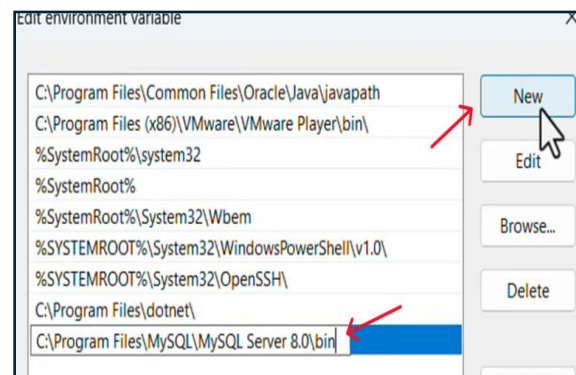 Edit environment variable
X
C:\Program Files\Common Files\Oracle\Java\javapath
New
C:\Program Files (x86)\VMware\VMware Player\bin\
%SystemRoot%\system32
Edit
%SystemRoot%
%SystemRoot%\System32\Wbem
Browse...
%SYSTEMROOT%\System32\WindowsPowerShell\v1.0\
%SYSTEMROOT%\System32\OpenSSH\
Delete
C:\Program Files\dotnet\
C:\Program Files\MySQL\MySQL Server 8.0\bin